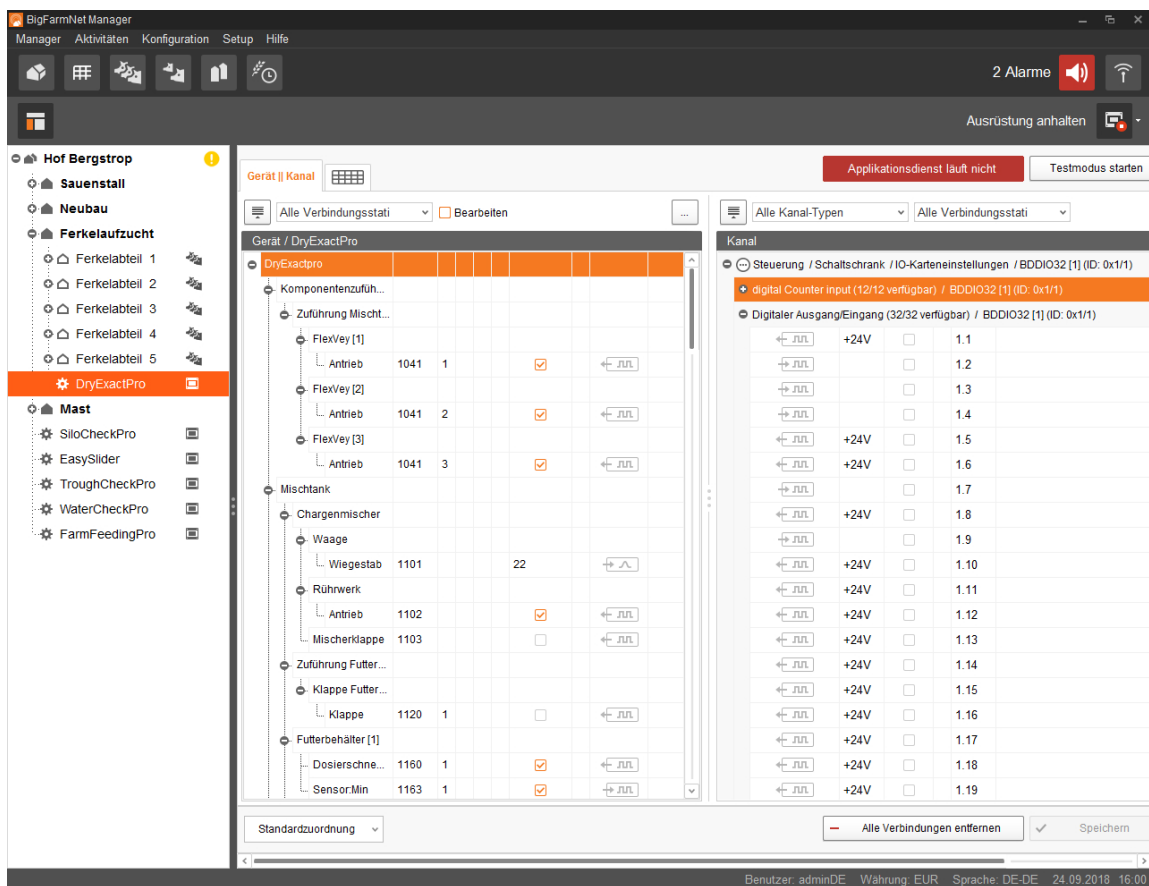 BigFarmNet Manager
Manager Aktivitäten Konfiguration Setup Hilfe
2 Alarme
Ausrüstung anhalten
Hof Bergstrop
Sauenstall
Neubau
Ferkelaufzucht
Ferkelabteil 1
Ferkelabteil 2
Ferkelabteil 3
Ferkelabteil 4
Ferkelabteil 5
DryExactPro
Mast
SiloCheckPro
EasySlider
TroughCheckPro
WaterCheckPro
FarmFeedingPro
Gerät || Kanal
Applikationsdienst läuft nicht
Testmodus starten
Alle Verbindungsstati
Bearbeiten
...
Gerät / DryExactPro
DryExactpro
Komponentenzufüh...
Zuführung Mischt...
FlexVey [1]
Antrieb 1041 1
FlexVey [2]
Antrieb 1041 2
FlexVey [3]
Antrieb 1041 3
Mischtank
Chargenmischer
Waage
Wiegestab 1101 22
Rührwerk
Antrieb 1102
Mischerklappe 1103
Zuführung Futter...
Klappe Futter...
Klappe 1120 1
Futterbehälter [1]
Dosierschne... 1160 1
Sensor:Min 1163 1
Alle Kanal-Typen
Alle Verbindungsstati
Kanal
Steuerung / Schaltschrank / IO-Karteneinstellungen / BDDIO32 [1] (ID: 0x1/1)
digital Counter input (12/12 verfügbar) / BDDIO32 [1] (ID: 0x1/1)
Digitaler Ausgang/Eingang (32/32 verfügbar) / BDDIO32 [1] (ID: 0x1/1)
+24V 1.1
1.2
1.3
1.4
+24V 1.5
+24V 1.6
1.7
+24V 1.8
1.9
+24V 1.10
+24V 1.11
+24V 1.12
+24V 1.13
+24V 1.14
+24V 1.15
+24V 1.16
+24V 1.17
+24V 1.18
+24V 1.19
Standardzuordnung
Alle Verbindungen entfernen
Speichern
Benutzer: adminDE Währung: EUR Sprache: DE-DE 24.09.2018 16:00